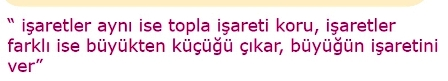 “ işaretler aynı ise topla işareti koru, işaretler
farklı ise büyükten küçüğü çıkar, büyüğün işaretini
ver”